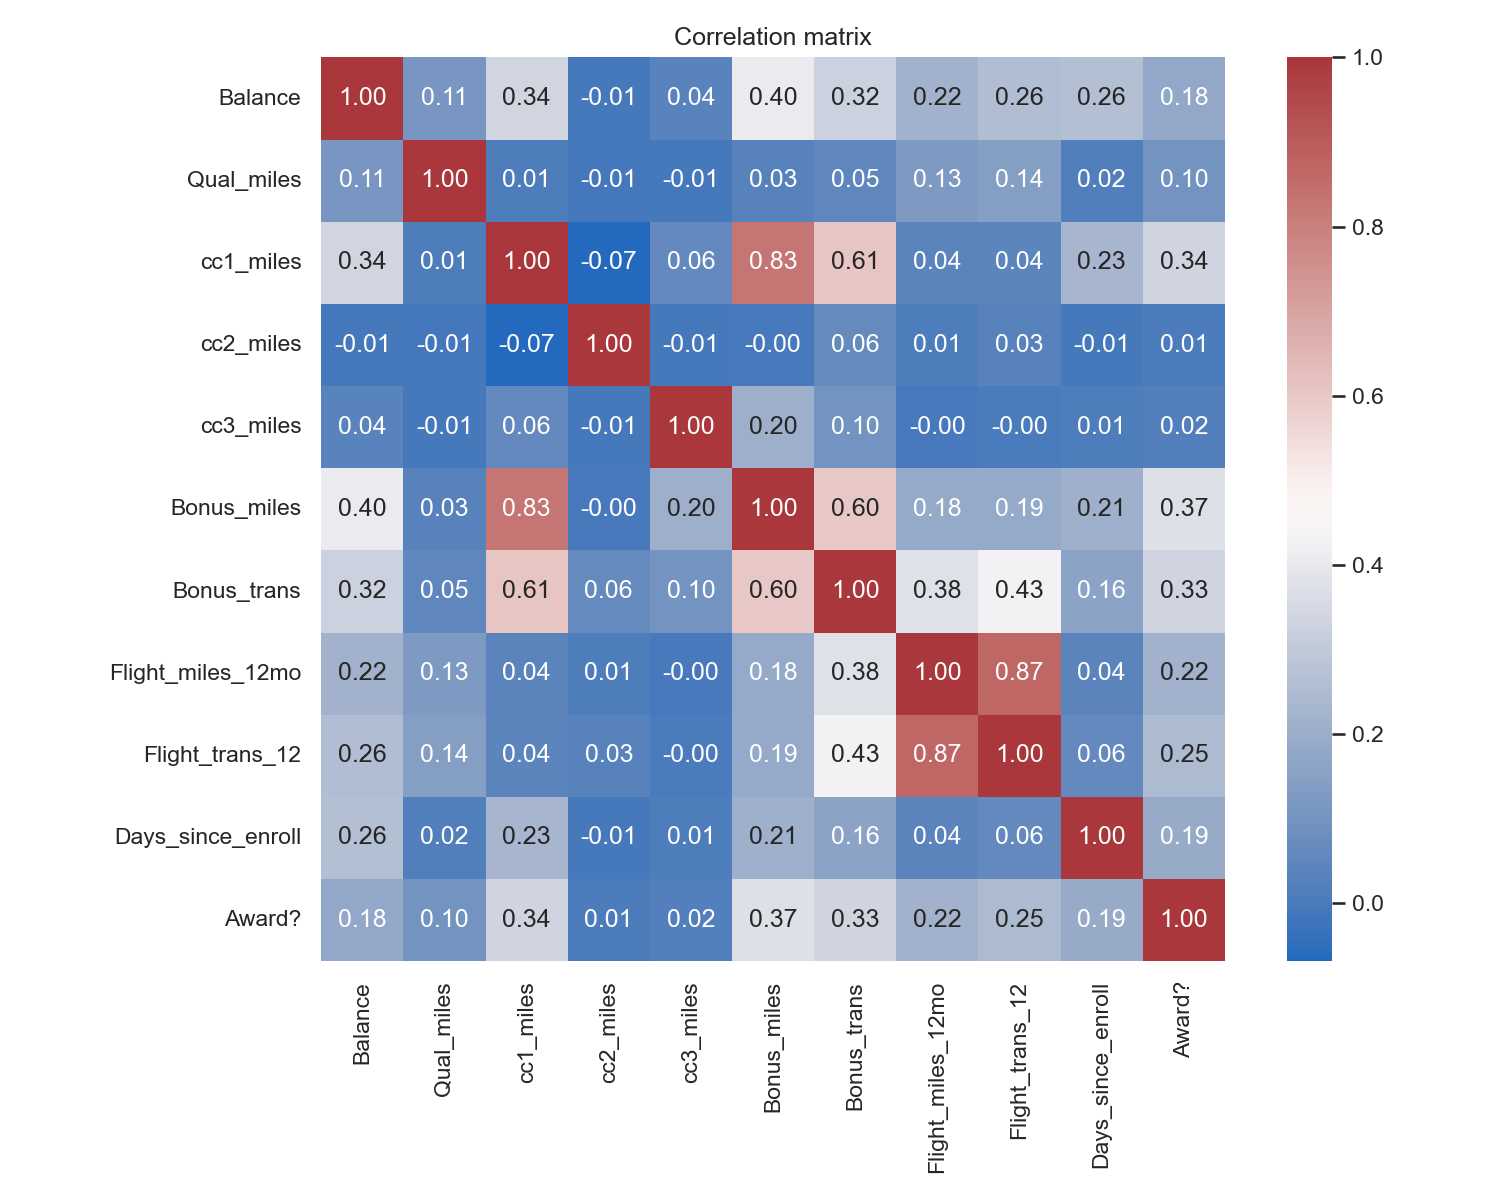 Correlation matrix
Balance 1.00 0.11 0.34 -0.01 0.04 0.40 0.32 0.22 0.26 0.26 0.18
Qual_miles 0.11 1.00 0.01 -0.01 -0.01 0.03 0.05 0.13 0.14 0.02 0.10
cc1_miles 0.34 0.01 1.00 -0.07 0.06 0.83 0.61 0.04 0.04 0.23 0.34
cc2_miles -0.01 -0.01 -0.07 1.00 -0.01 -0.00 0.06 0.01 0.03 -0.01 0.01
cc3_miles 0.04 -0.01 0.06 -0.01 1.00 0.20 0.10 -0.00 -0.00 0.01 0.02
Bonus_miles 0.40 0.03 0.83 -0.00 0.20 1.00 0.60 0.18 0.19 0.21 0.37
Bonus_trans 0.32 0.05 0.61 0.06 0.10 0.60 1.00 0.38 0.43 0.16 0.33
Flight_miles_12mo 0.22 0.13 0.04 0.01 -0.00 0.18 0.38 1.00 0.87 0.04 0.22
Flight_trans_12 0.26 0.14 0.04 0.03 -0.00 0.19 0.43 0.87 1.00 0.06 0.25
Days_since_enroll 0.26 0.02 0.23 -0.01 0.01 0.21 0.16 0.04 0.06 1.00 0.19
Award? 0.18 0.10 0.34 0.01 0.02 0.37 0.33 0.22 0.25 0.19 1.00
Balance
Qual_miles
cc1_miles
cc2_miles
cc3_miles
Bonus_miles
Bonus_trans
Flight_miles_12mo
Flight_trans_12
Days_since_enroll
Award?
1.0
0.8
0.6
0.4
0.2
0.0